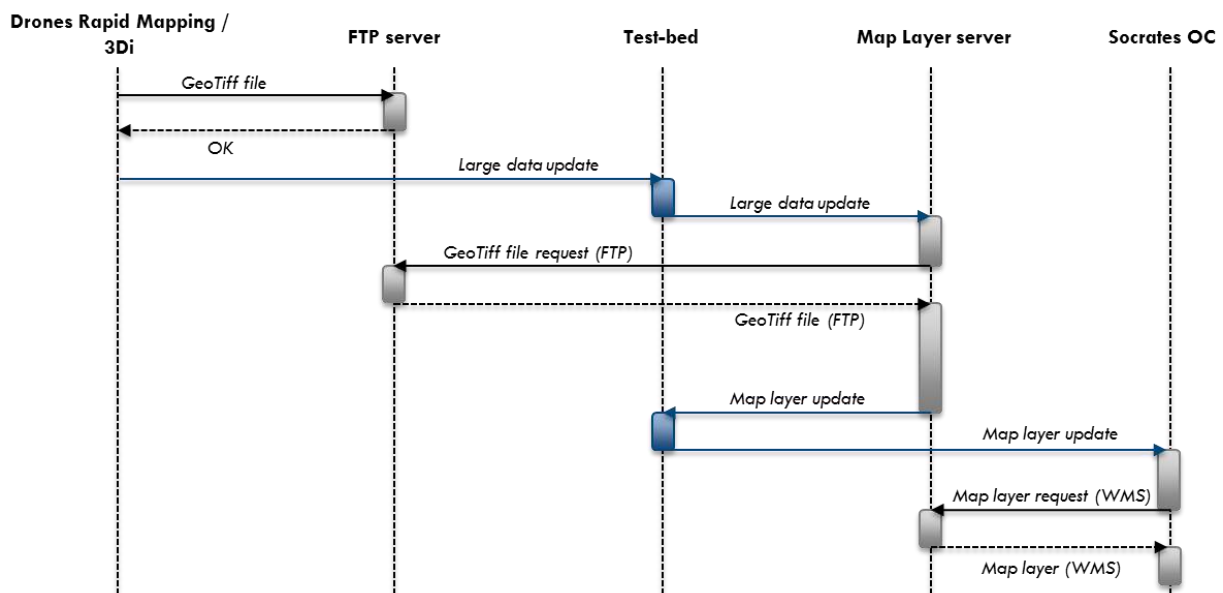 Drones Rapid Mapping /
3Di
FTP server
Test-bed
Map Layer server
Socrates OC
GeoTiff file
OK
Large data update
Large data update
GeoTiff file request (FTP)
GeoTiff file (FTP)
Map layer update
Map layer update
Map layer request (WMS)
Map layer (WMS)